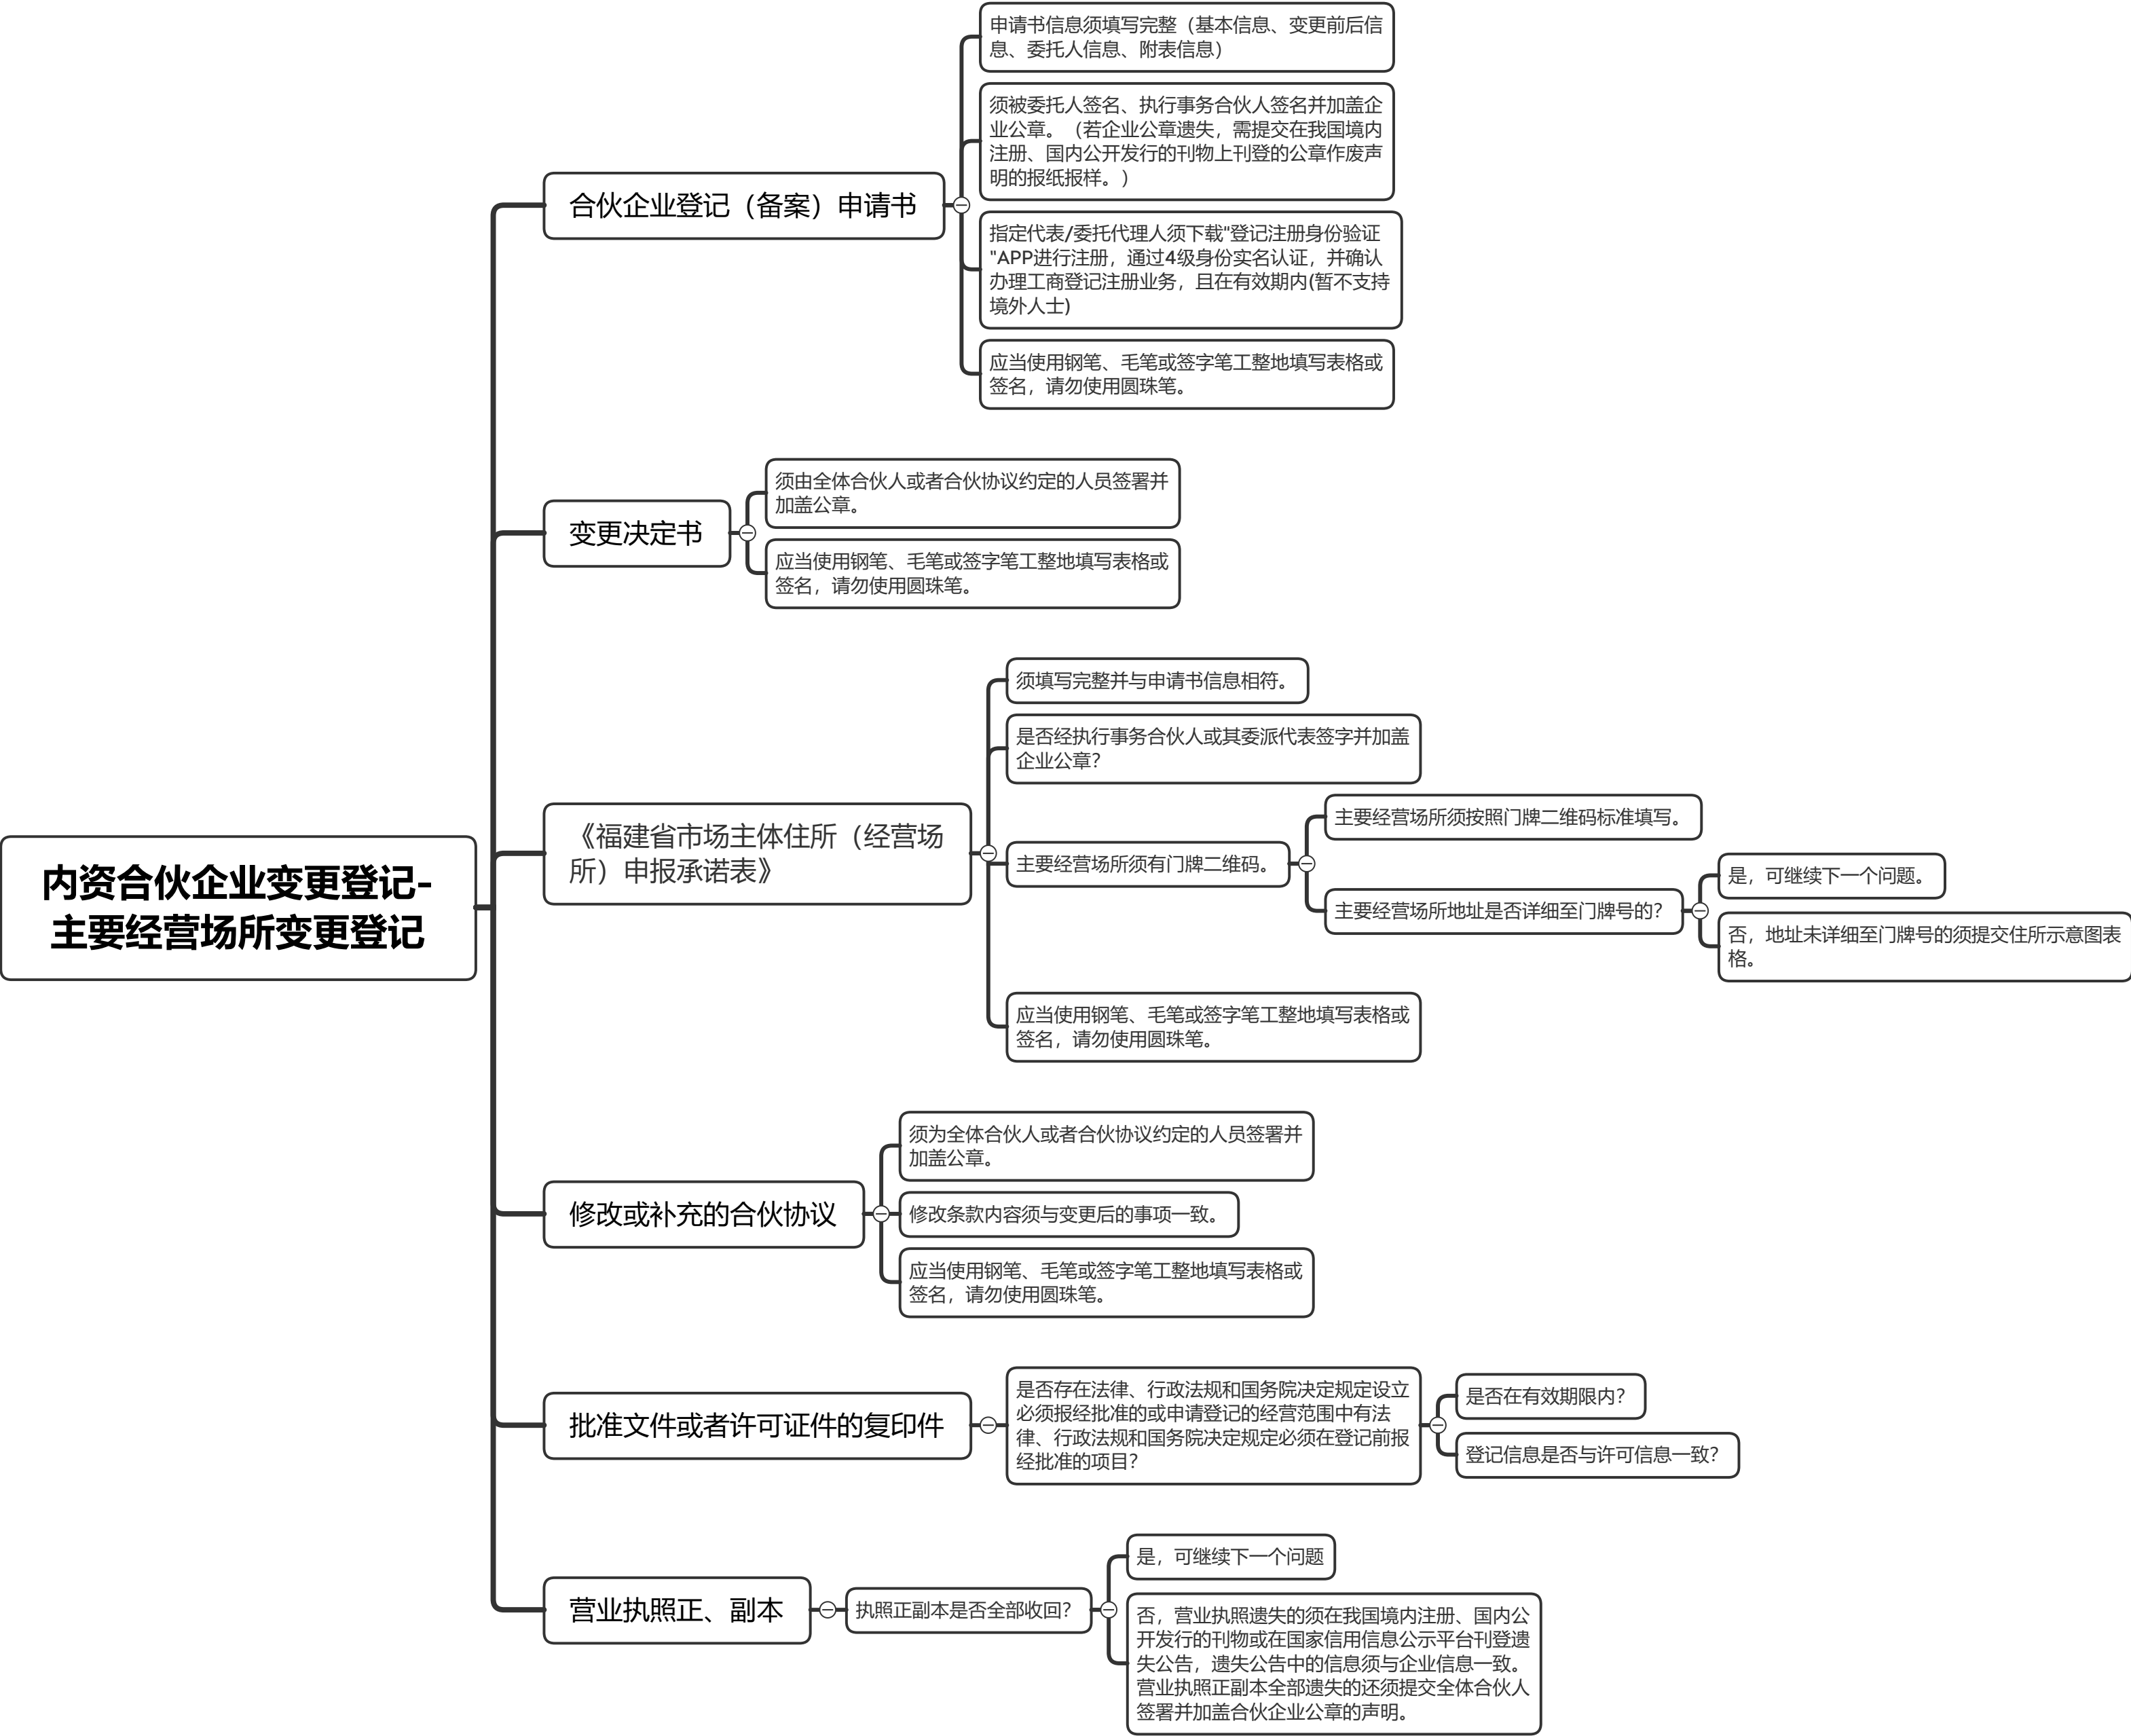 内资合伙企业变更登记-
主要经营场所变更登记
合伙企业登记（备案）申请书
申请书信息须填写完整（基本信息、变更前后信
息、委托人信息、附表信息）
须被委托人签名、执行事务合伙人签名并加盖企
业公章。（若企业公章遗失，需提交在我国境内
注册、国内公开发行的刊物上刊登的公章作废声
明的报纸报样。）
指定代表/委托代理人须下载"登记注册身份验证
"APP进行注册，通过4级身份实名认证，并确认
办理工商登记注册业务，且在有效期内(暂不支持
境外人士)
应当使用钢笔、毛笔或签字笔工整地填写表格或
签名，请勿使用圆珠笔。
变更决定书
须由全体合伙人或者合伙协议约定的人员签署并
加盖公章。
应当使用钢笔、毛笔或签字笔工整地填写表格或
签名，请勿使用圆珠笔。
《福建省市场主体住所（经营场
所）申报承诺表》
须填写完整并与申请书信息相符。
是否经执行事务合伙人或其委派代表签字并加盖
企业公章？
主要经营场所须有门牌二维码。
主要经营场所须按照门牌二维码标准填写。
主要经营场所地址是否详细至门牌号的？
是，可继续下一个问题。
否，地址未详细至门牌号的须提交住所示意图表
格。
应当使用钢笔、毛笔或签字笔工整地填写表格或
签名，请勿使用圆珠笔。
修改或补充的合伙协议
须为全体合伙人或者合伙协议约定的人员签署并
加盖公章。
修改条款内容须与变更后的事项一致。
应当使用钢笔、毛笔或签字笔工整地填写表格或
签名，请勿使用圆珠笔。
批准文件或者许可证件的复印件
是否存在法律、行政法规和国务院决定规定设立
必须报经批准的或申请登记的经营范围中有法
律、行政法规和国务院决定规定必须在登记前报
经批准的项目？
是否在有效期限内？
登记信息是否与许可信息一致？
营业执照正、副本
执照正副本是否全部收回？
是，可继续下一个问题
否，营业执照遗失的须在我国境内注册、国内公
开发行的刊物或在国家信用信息公示平台刊登遗
失公告，遗失公告中的信息须与企业信息一致。
营业执照正副本全部遗失的还须提交全体合伙人
签署并加盖合伙企业公章的声明。